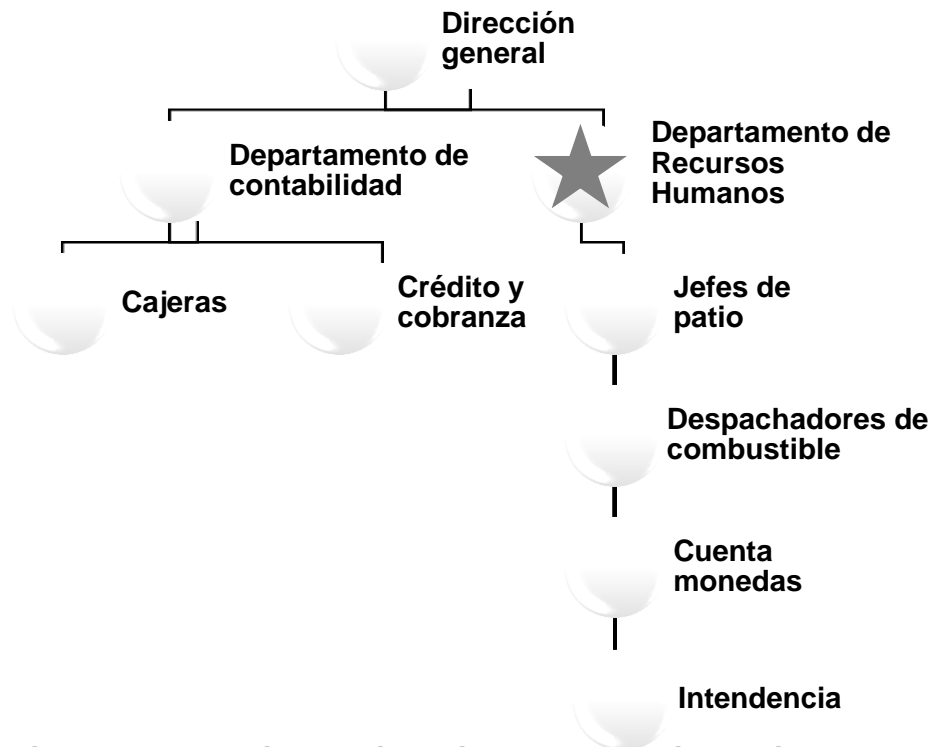 Dirección
general
Departamento de
contabilidad
Departamento de
Recursos
Humanos
Cajeras
Crédito y
cobranza
Jefes de
patio
Despachadores de
combustible
Cuenta
monedas
Intendencia